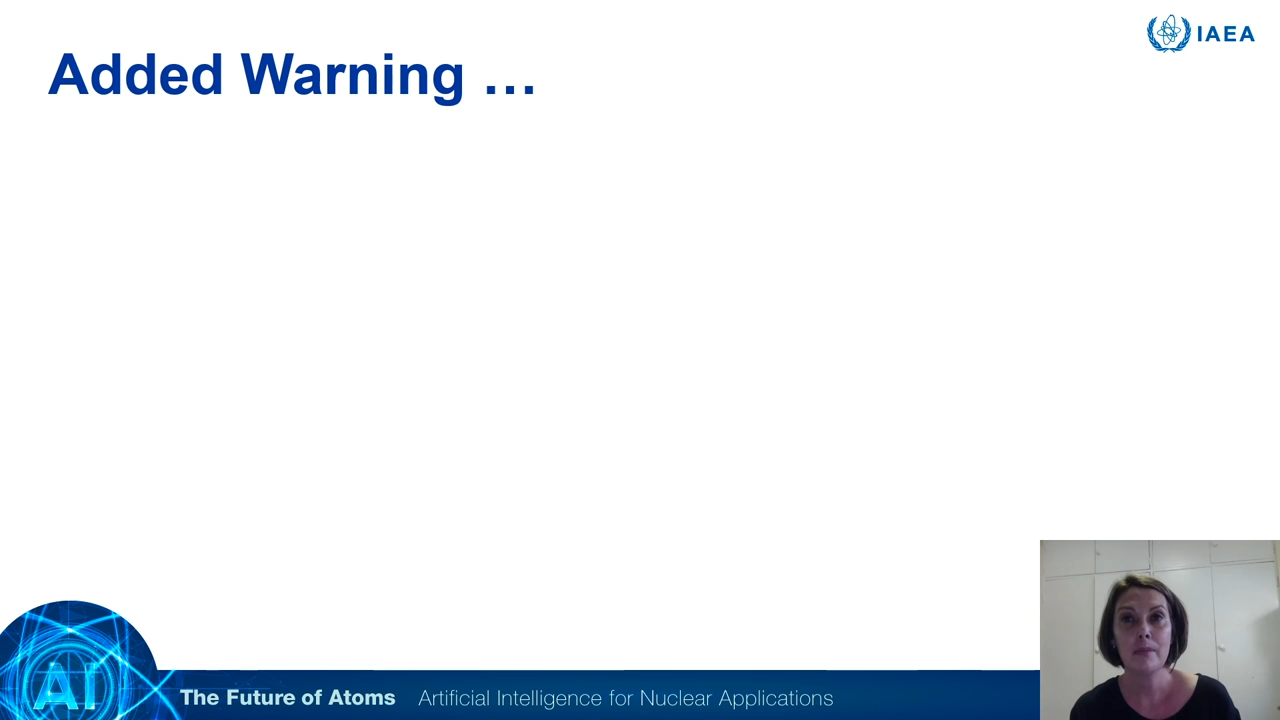 IAEA
Added Warning …
AI
The Future of Atoms Artificial Intelligence for Nuclear Applications